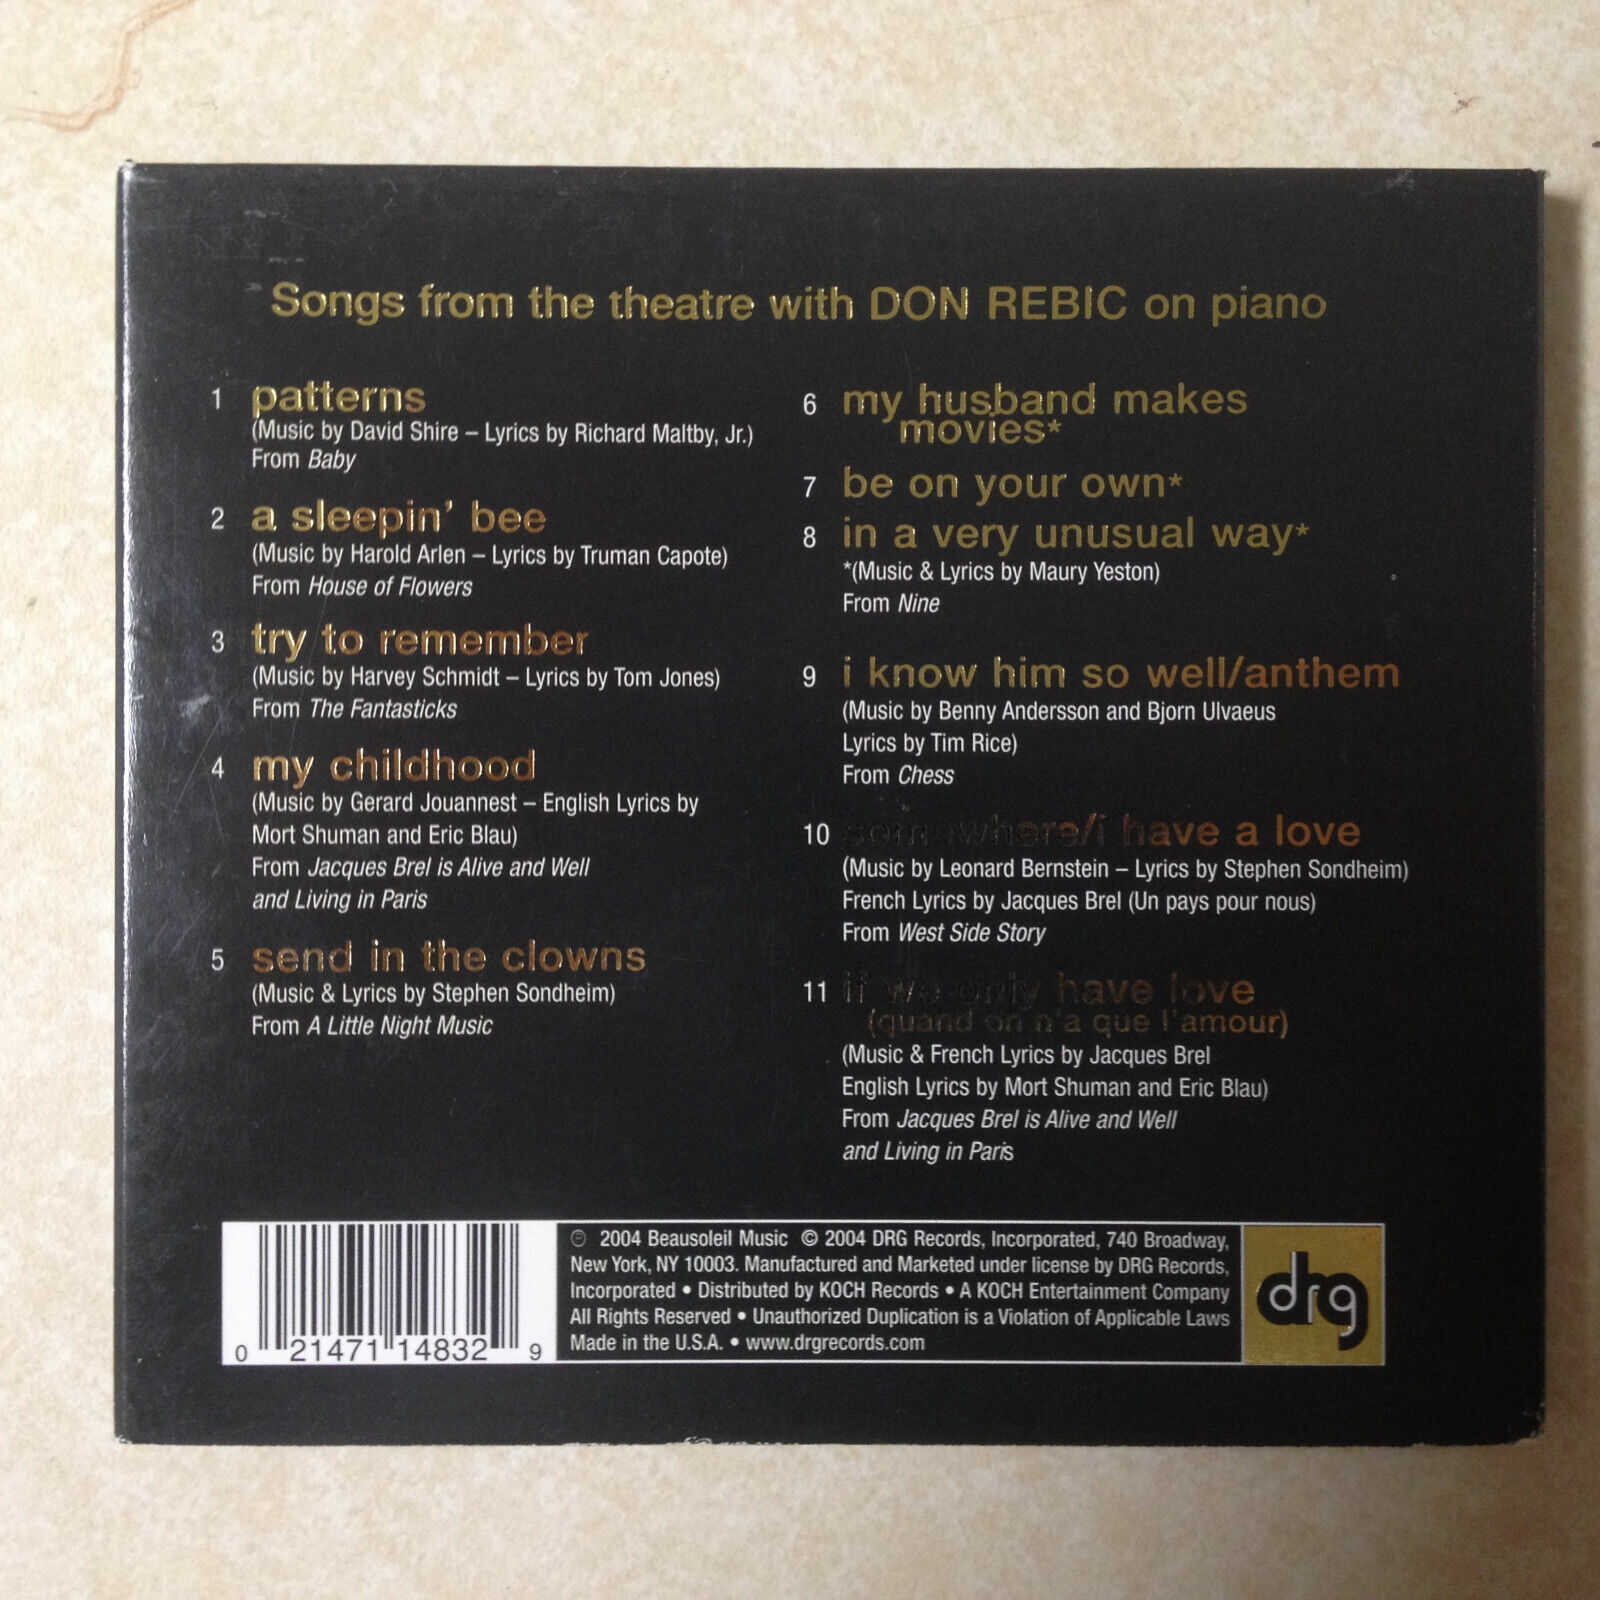 Songs from the theatre with DON REBIC on piano
1 patterns
(Music by David Shire – Lyrics by Richard Maltby, Jr.)
From Baby
2 a sleepin' bee
(Music by Harold Arlen – Lyrics by Truman Capote)
From House of Flowers
3 try to remember
(Music by Harvey Schmidt – Lyrics by Tom Jones)
From The Fantasticks
4 my childhood
(Music by Gerard Jouannest – English Lyrics by
Mort Shuman and Eric Blau)
From Jacques Brel is Alive and Well
and Living in Paris
5 send in the clowns
(Music & Lyrics by Stephen Sondheim)
From A Little Night Music
6 my husband makes
movies*
7 be on your own*
8 in a very unusual way*
*(Music & Lyrics by Maury Yeston)
From Nine
9 i know him so well/anthem
(Music by Benny Andersson and Bjorn Ulvaeus
Lyrics by Tim Rice)
From Chess
10 somewhere/i have a love
(Music by Leonard Bernstein – Lyrics by Stephen Sondheim)
French Lyrics by Jacques Brel (Un pays pour nous)
From West Side Story
11 if we only have love
(quand on n'a que l'amour)
(Music & French Lyrics by Jacques Brel
English Lyrics by Mort Shuman and Eric Blau)
From Jacques Brel is Alive and Well
and Living in Paris
0 21471 14832 9
℗ 2004 Beausoleil Music © 2004 DRG Records, Incorporated, 740 Broadway,
New York, NY 10003. Manufactured and Marketed under license by DRG Records,
Incorporated • Distributed by KOCH Records • A KOCH Entertainment Company
All Rights Reserved • Unauthorized Duplication is a Violation of Applicable Laws
Made in the U.S.A. • www.drgrecords.com
drg